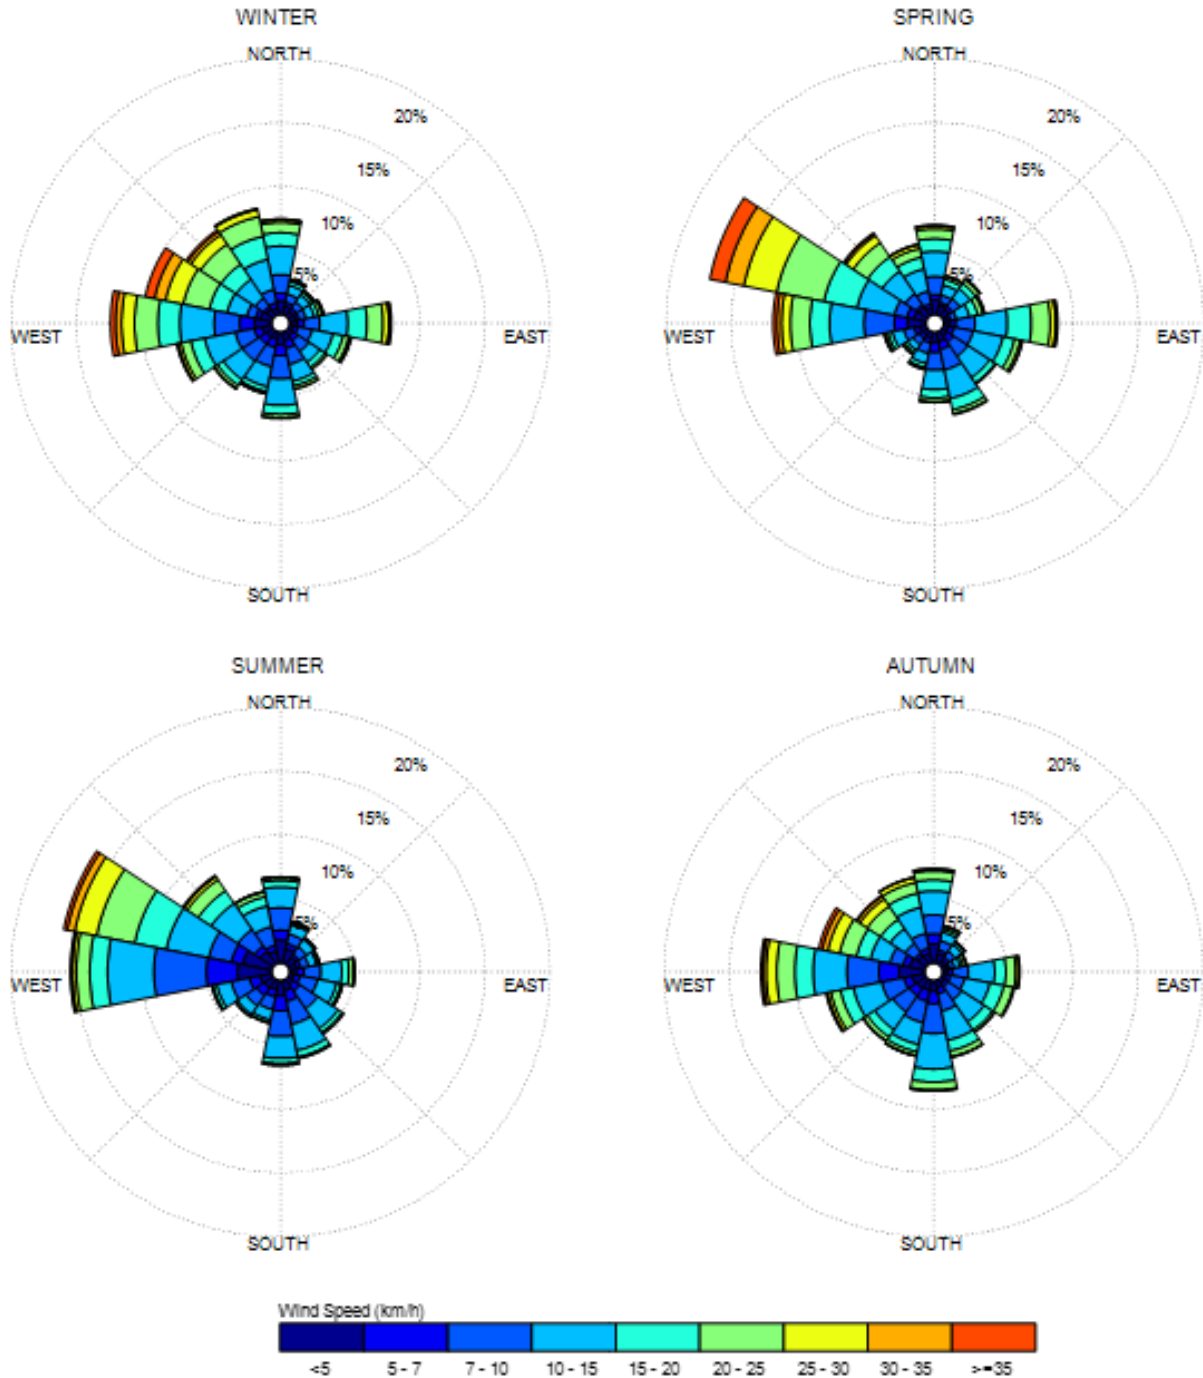 WINTER
SPRING
NORTH
NORTH
20%
20%
15%
15%
10%
10%
5%
5%
WEST
EAST
WEST
EAST
SOUTH
SOUTH
SUMMER
AUTUMN
NORTH
NORTH
20%
20%
15%
15%
10%
10%
5%
5%
WEST
EAST
WEST
EAST
SOUTH
SOUTH
Wind Speed (km/h)
<5 5 - 7 7 - 10 10 - 15 15 - 20 20 - 25 25 - 30 30 - 35 >=35